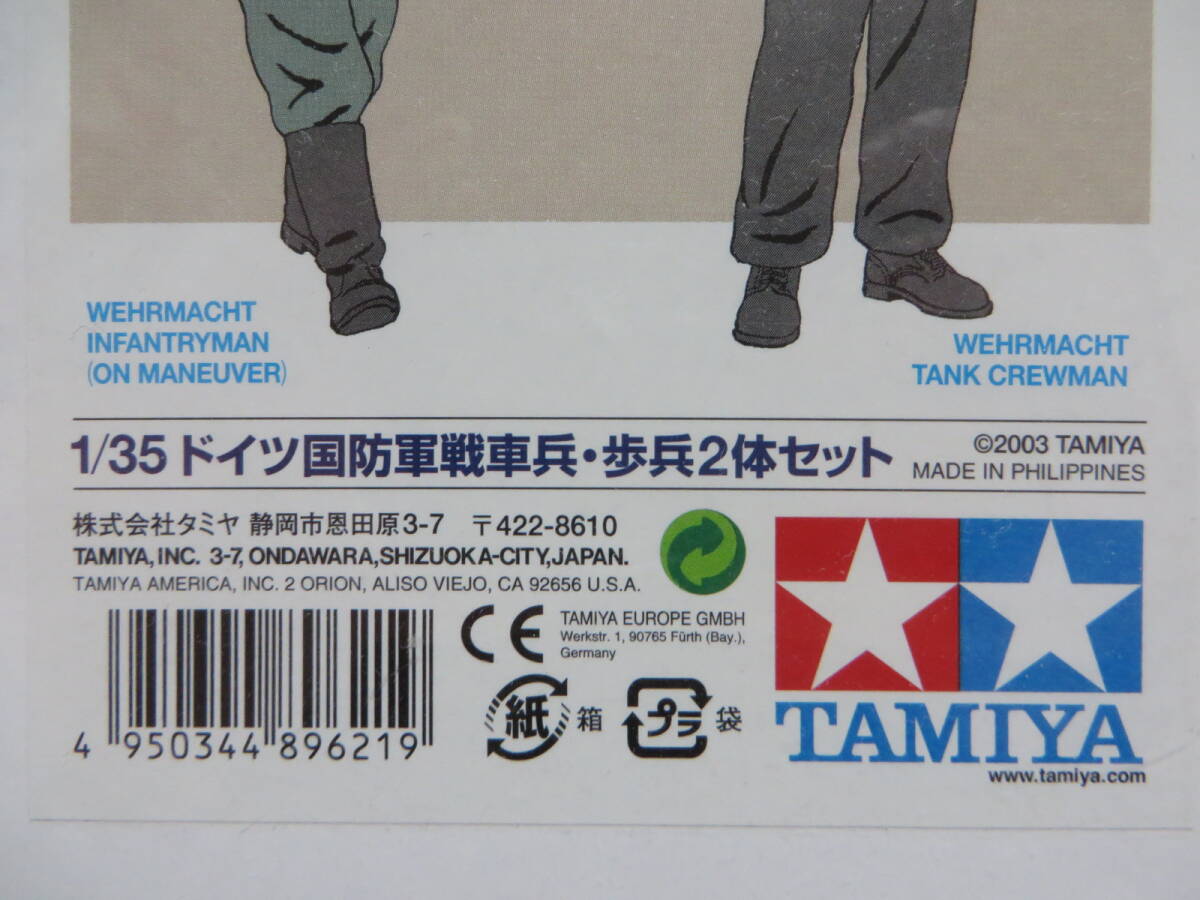 WEHRMACHT
INFANTRYMAN
(ON MANEUVER)
WEHRMACHT
TANK CREWMAN
1/35 ドイツ国防軍戦車兵・歩兵2体セット
©2003 TAMIYA
MADE IN PHILIPPINES
株式会社タミヤ 静岡市恩田原3-7 〒422-8610
TAMIYA, INC. 3-7, ONDAWARA, SHIZUOKA-CITY, JAPAN.
TAMIYA AMERICA, INC. 2 ORION, ALISO VIEJO, CA 92656 U.S.A.
CE
TAMIYA EUROPE GMBH
Werkstr. 1, 90765 Fürth (Bay.),
Germany
紙 箱
プラ 袋
4 950344 896219
TAMIYA
www.tamiya.com